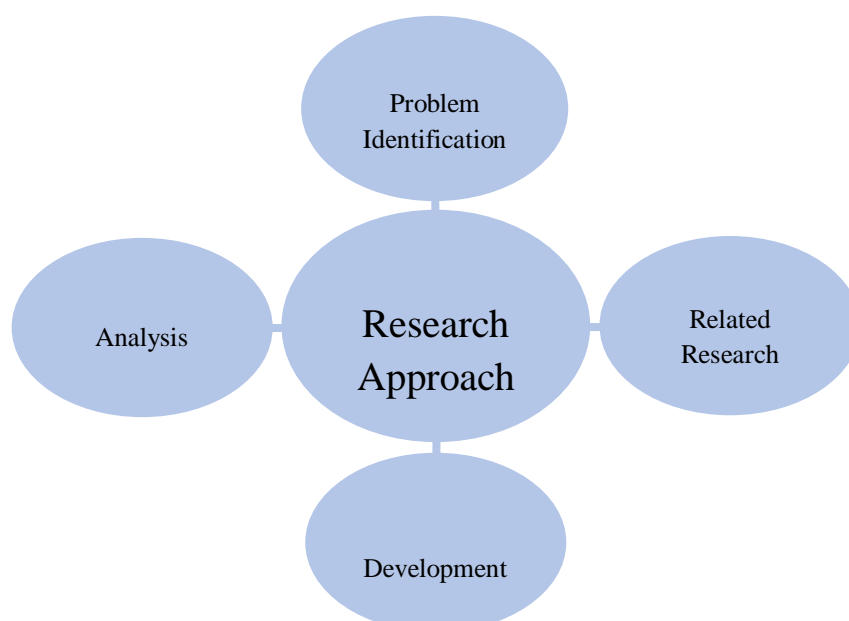 Problem
Identification
Analysis
Research
Approach
Related
Research
Development